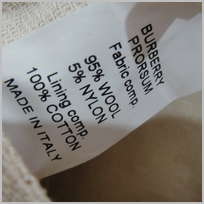 BURBERRY
PRORSUM
Fabric comp.
95% WOOL
5% NYLON
Lining comp.
100% COTTON
MADE IN ITALY